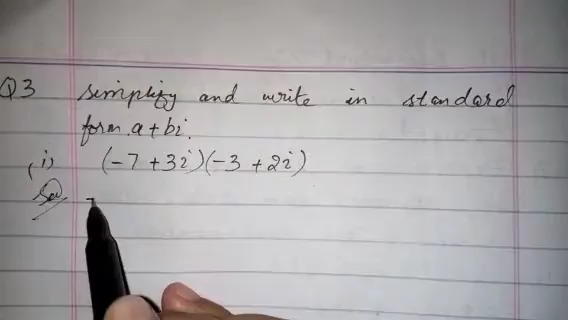 Q3 simplify and write in standard
form a+bi.
(i) (-7 + 3i)(-3 + 2i)
Sol